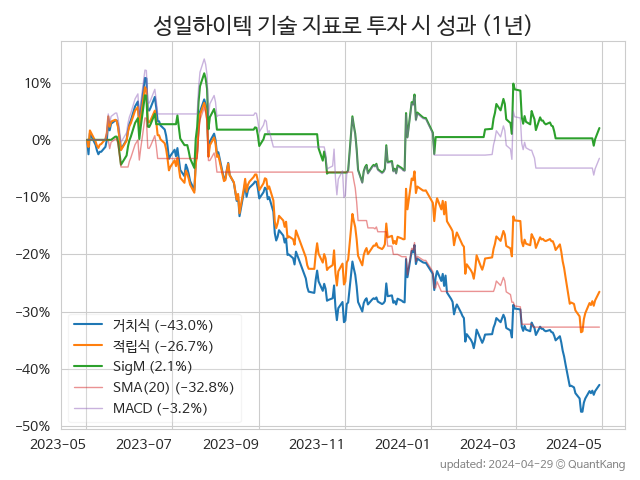 성일하이텍 기술 지표로 투자 시 성과 (1년)
10%
0%
−10%
−20%
−30%
−40%
−50%
거치식 (−43.0%)
적립식 (−26.7%)
SigM (2.1%)
SMA(20) (−32.8%)
MACD (−3.2%)
2023-05 2023-07 2023-09 2023-11 2024-01 2024-03 2024-05
updated: 2024-04-29 © QuantKang